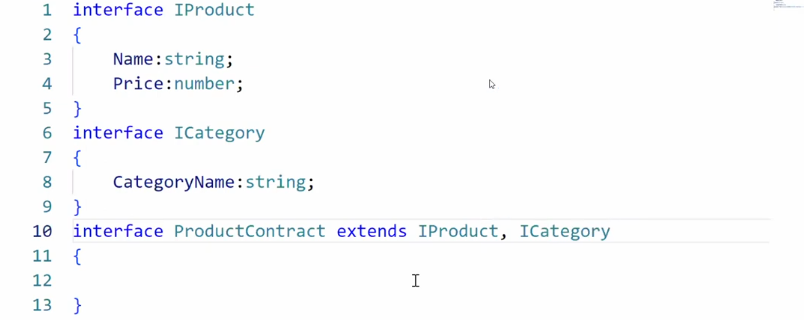 1 interface IProduct
2 {
3     Name:string;
4     Price:number;
5 }
6 interface ICategory
7 {
8     CategoryName:string;
9 }
10 interface ProductContract extends IProduct, ICategory
11 {
12
13 }